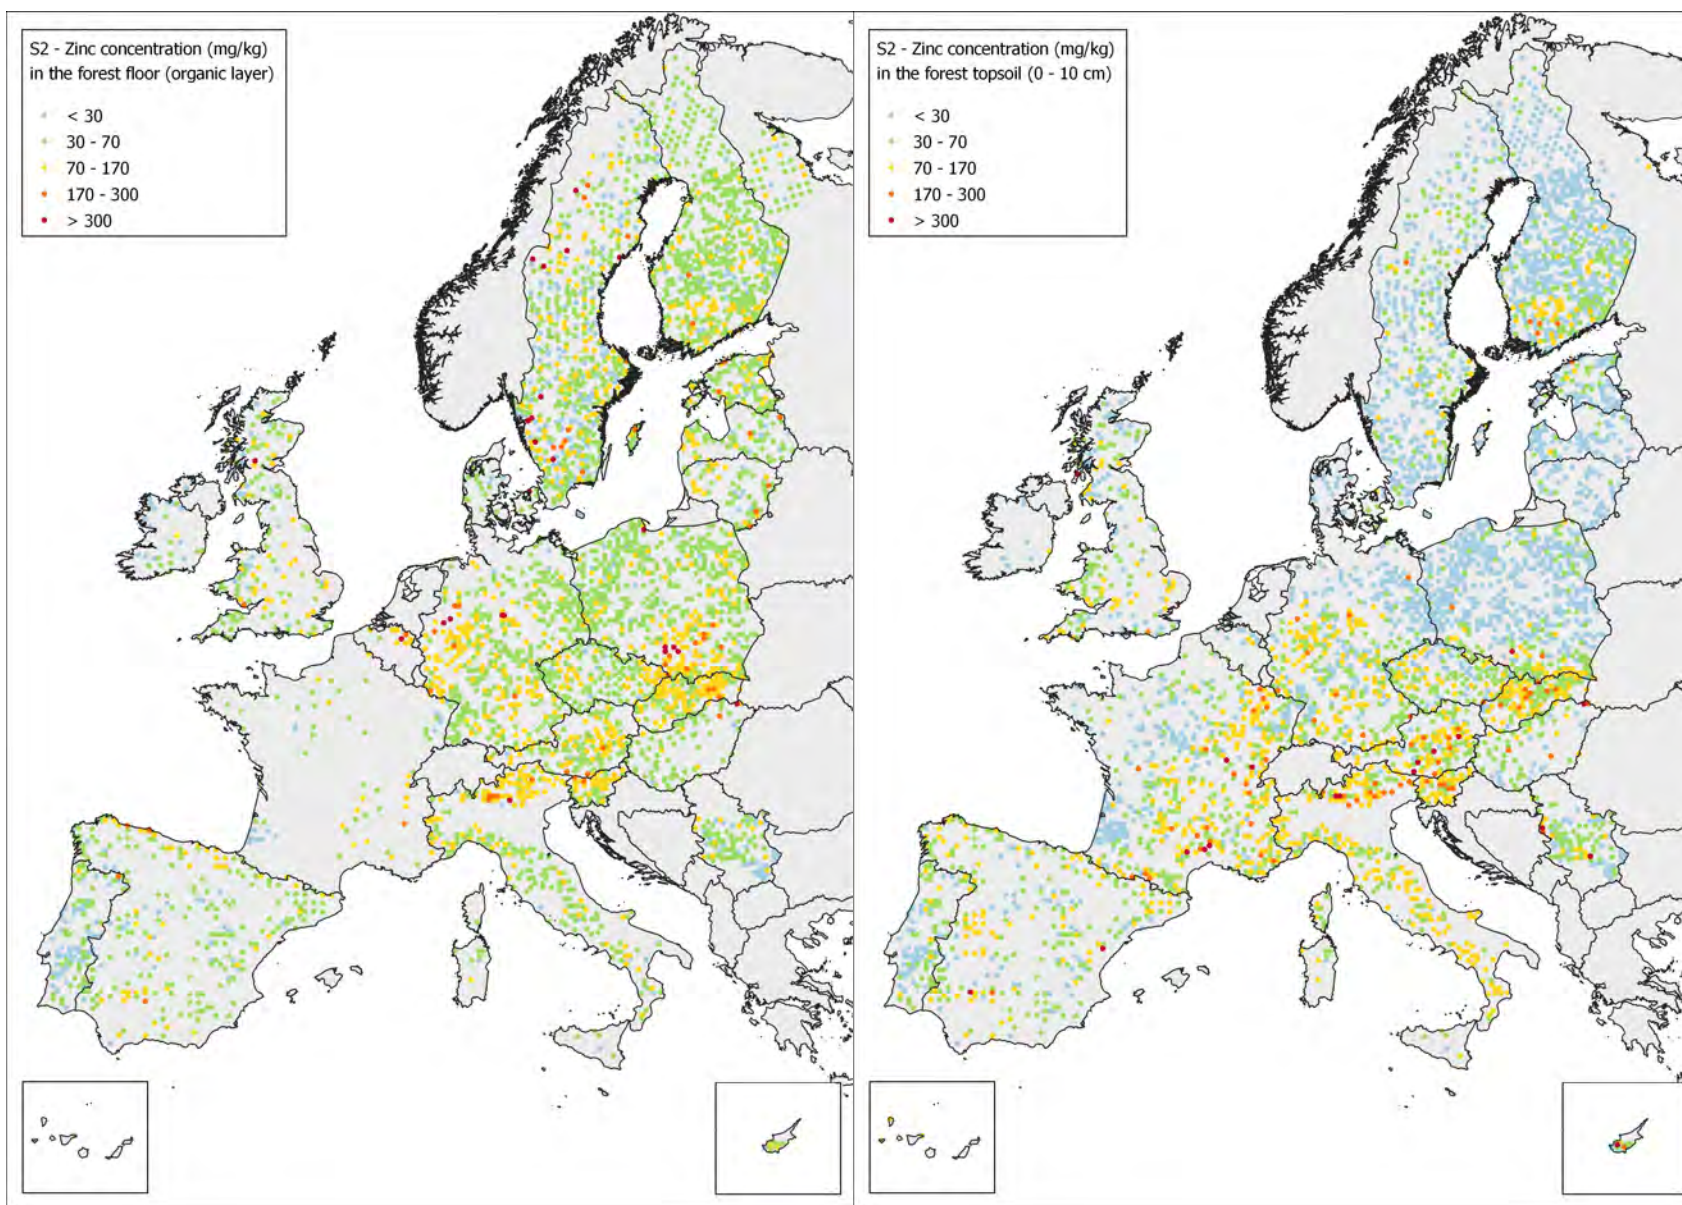 S2 - Zinc concentration (mg/kg)
in the forest floor (organic layer)
< 30
30 - 70
70 - 170
170 - 300
> 300
S2 - Zinc concentration (mg/kg)
in the forest topsoil (0 - 10 cm)
< 30
30 - 70
70 - 170
170 - 300
> 300